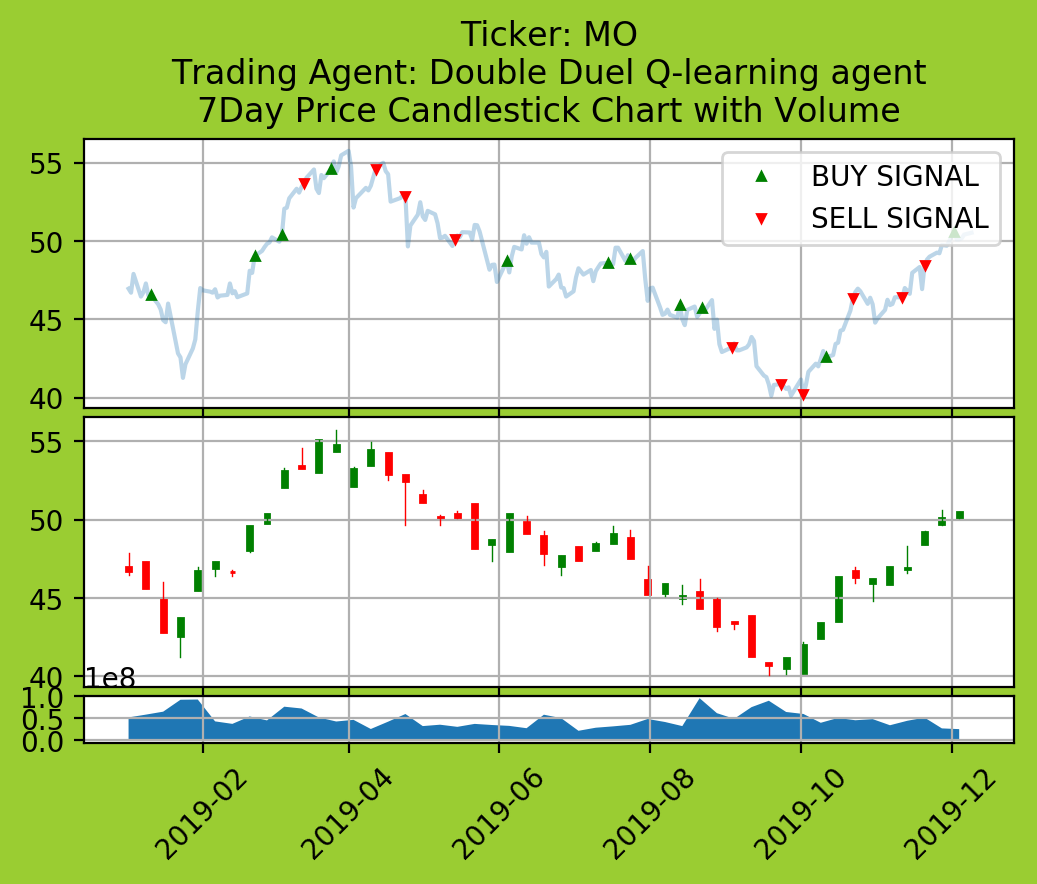 Ticker: MO
Trading Agent: Double Duel Q-learning agent
7Day Price Candlestick Chart with Volume
55
50
45
40
BUY SIGNAL
SELL SIGNAL
55
50
45
40
1e8
1.0
0.5
0.0
2019-02
2019-04
2019-06
2019-08
2019-10
2019-12